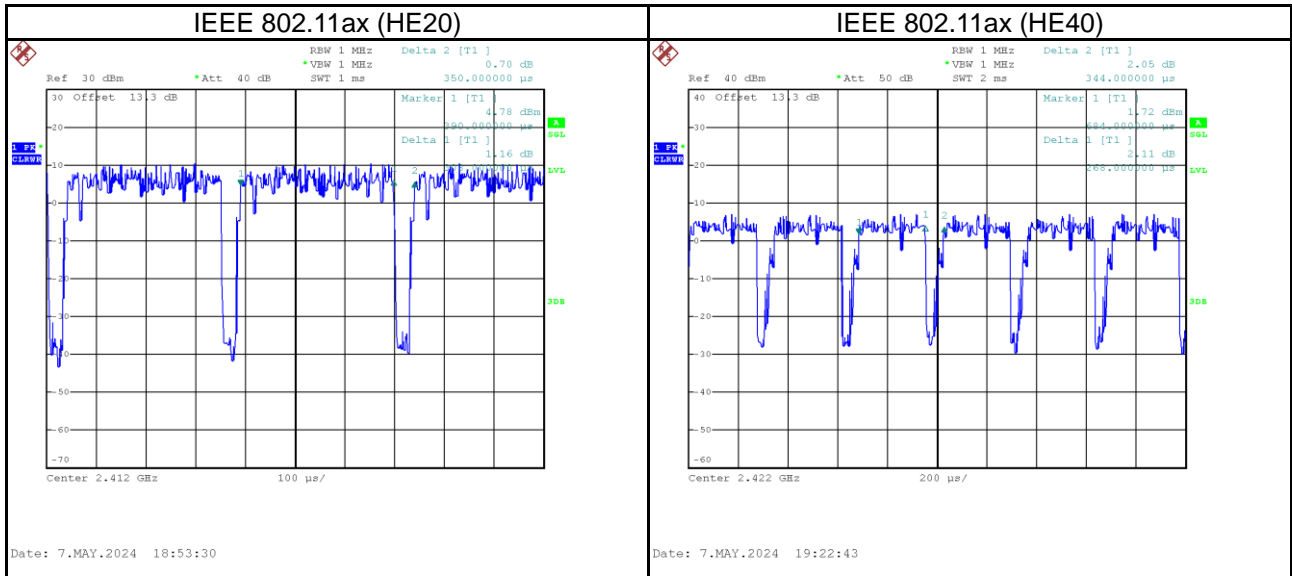 IEEE 802.11ax (HE20)
RBW 1 MHz Delta 2 [T1 ]
*VBW 1 MHz 0.70 dB
Ref 30 dBm *Att 40 dB SWT 1 ms 350.000000 µs
30 Offset 13.3 dB Marker 1 [T1 ]
4.78 dBm
390.000000 µs
Delta 1 [T1 ]
1.16 dB
A
SGL
1 PK *
CLRWR
LVL
3DB
20
10
0
-10
-20
-30
-50
-60
-70
1
2
Center 2.412 GHz 100 µs/
Date: 7.MAY.2024 18:53:30
IEEE 802.11ax (HE40)
RBW 1 MHz Delta 2 [T1 ]
*VBW 1 MHz 2.05 dB
Ref 40 dBm *Att 50 dB SWT 2 ms 344.000000 µs
40 Offset 13.3 dB Marker 1 [T1 ]
1.72 dBm
684.000000 µs
Delta 1 [T1 ]
2.11 dB
268.000000 µs
A
SGL
1 PK *
CLRWR
LVL
3DB
30
20
10
0
-10
-20
-30
-40
-50
-60
1
1 2
Center 2.422 GHz 200 µs/
Date: 7.MAY.2024 19:22:43